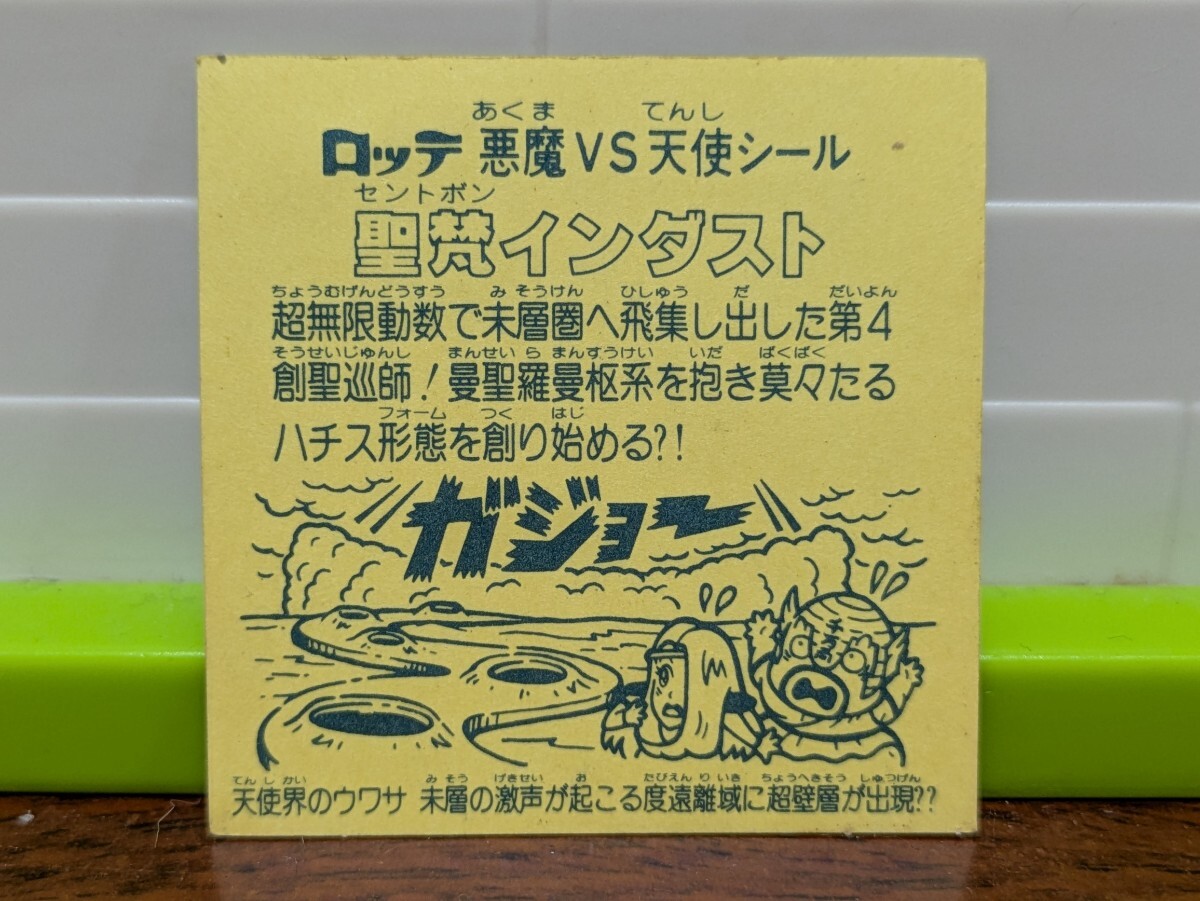 あくま てんし
ロッテ 悪魔VS天使シール
セントボン
聖梵インダスト
ちょうむげんどうすう み そうけん ひしゅう だ だいよん
超無限動数で未層圏へ飛集し出した第4
そうせいじゅんし まんせい ら まんすうけい いだ ばくばく
創聖巡師!曼聖羅曼枢系を抱き莫々たる
フォーム つく はじ
ハチス形態を創り始める?!
ガジョー
てんしかい みそう げきせい お たびえんりいき ちょうへきそう しゅつげん
天使界のウワサ 未層の激声が起こる度遠離域に超壁層が出現??